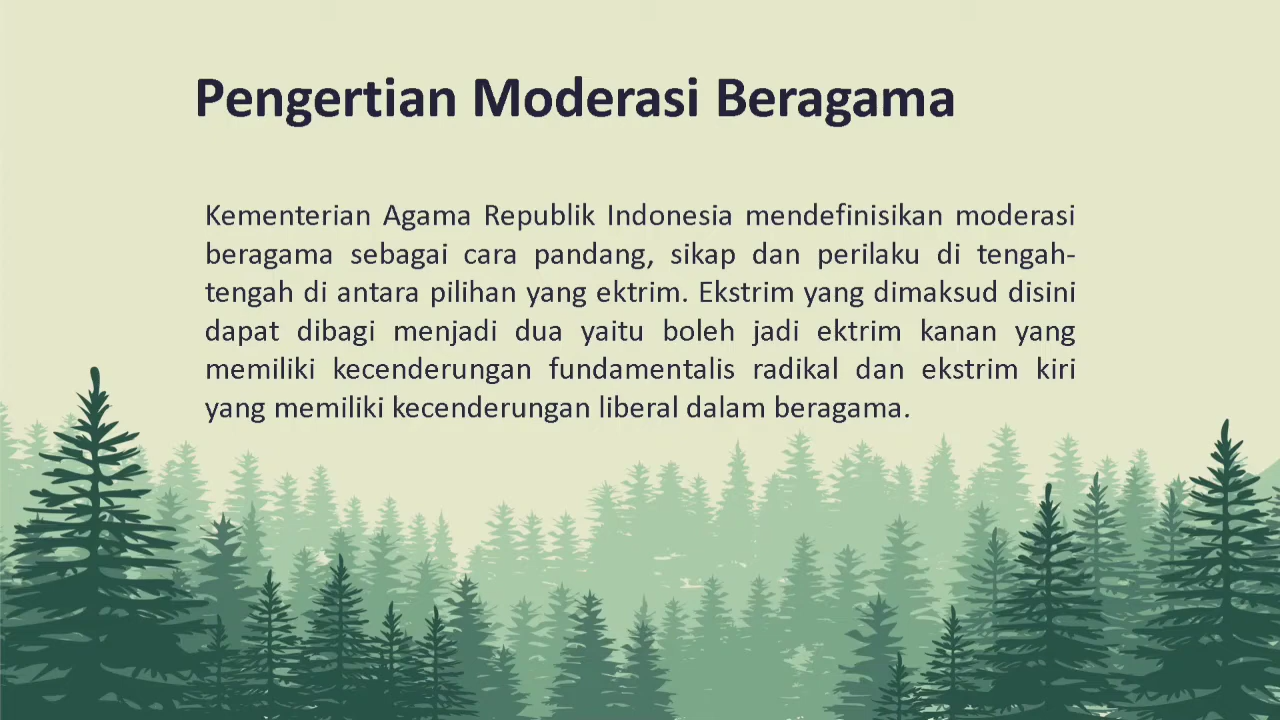 Pengertian Moderasi Beragama
Kementerian Agama Republik Indonesia mendefinisikan moderasi
beragama sebagai cara pandang, sikap dan perilaku di tengah-
tengah di antara pilihan yang ektrim. Ekstrim yang dimaksud disini
dapat dibagi menjadi dua yaitu boleh jadi ektrim kanan yang
memiliki kecenderungan fundamentalis radikal dan ekstrim kiri
yang memiliki kecenderungan liberal dalam beragama.